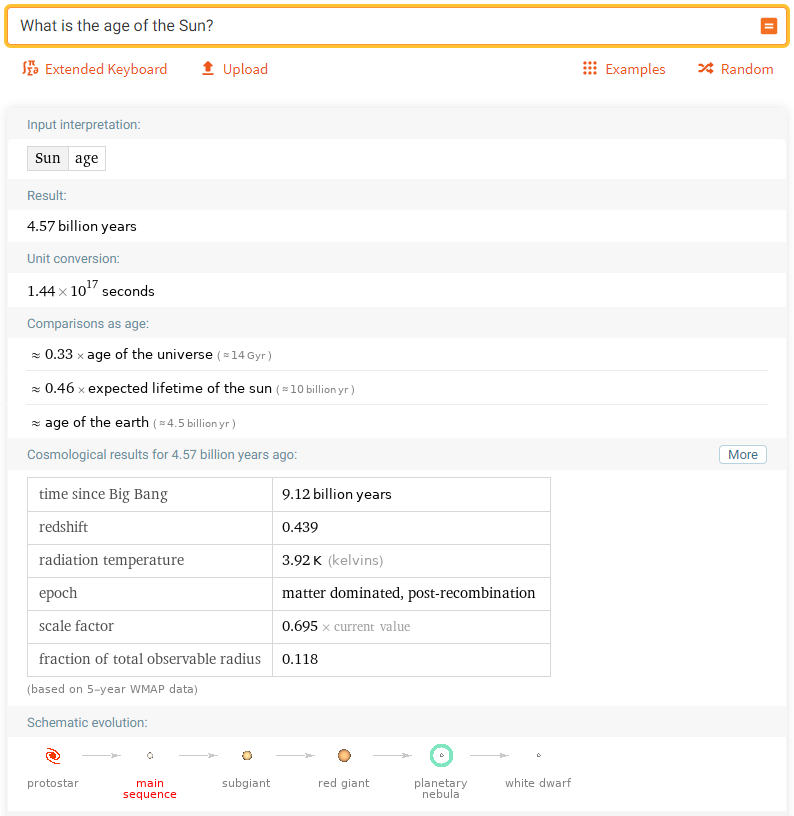 What is the age of the Sun?
Extended Keyboard Upload Examples Random
Input interpretation:
Sun age
Result:
4.57 billion years
Unit conversion:
1.44 × 10^17 seconds
Comparisons as age:
≈ 0.33 × age of the universe ( ≈ 14 Gyr )
≈ 0.46 × expected lifetime of the sun ( ≈ 10 billion yr )
≈ age of the earth ( ≈ 4.5 billion yr )
Cosmological results for 4.57 billion years ago: More
time since Big Bang 9.12 billion years
redshift 0.439
radiation temperature 3.92 K (kelvins)
epoch matter dominated, post-recombination
scale factor 0.695 × current value
fraction of total observable radius 0.118
(based on 5-year WMAP data)
Schematic evolution:
protostar main sequence subgiant red giant planetary nebula white dwarf